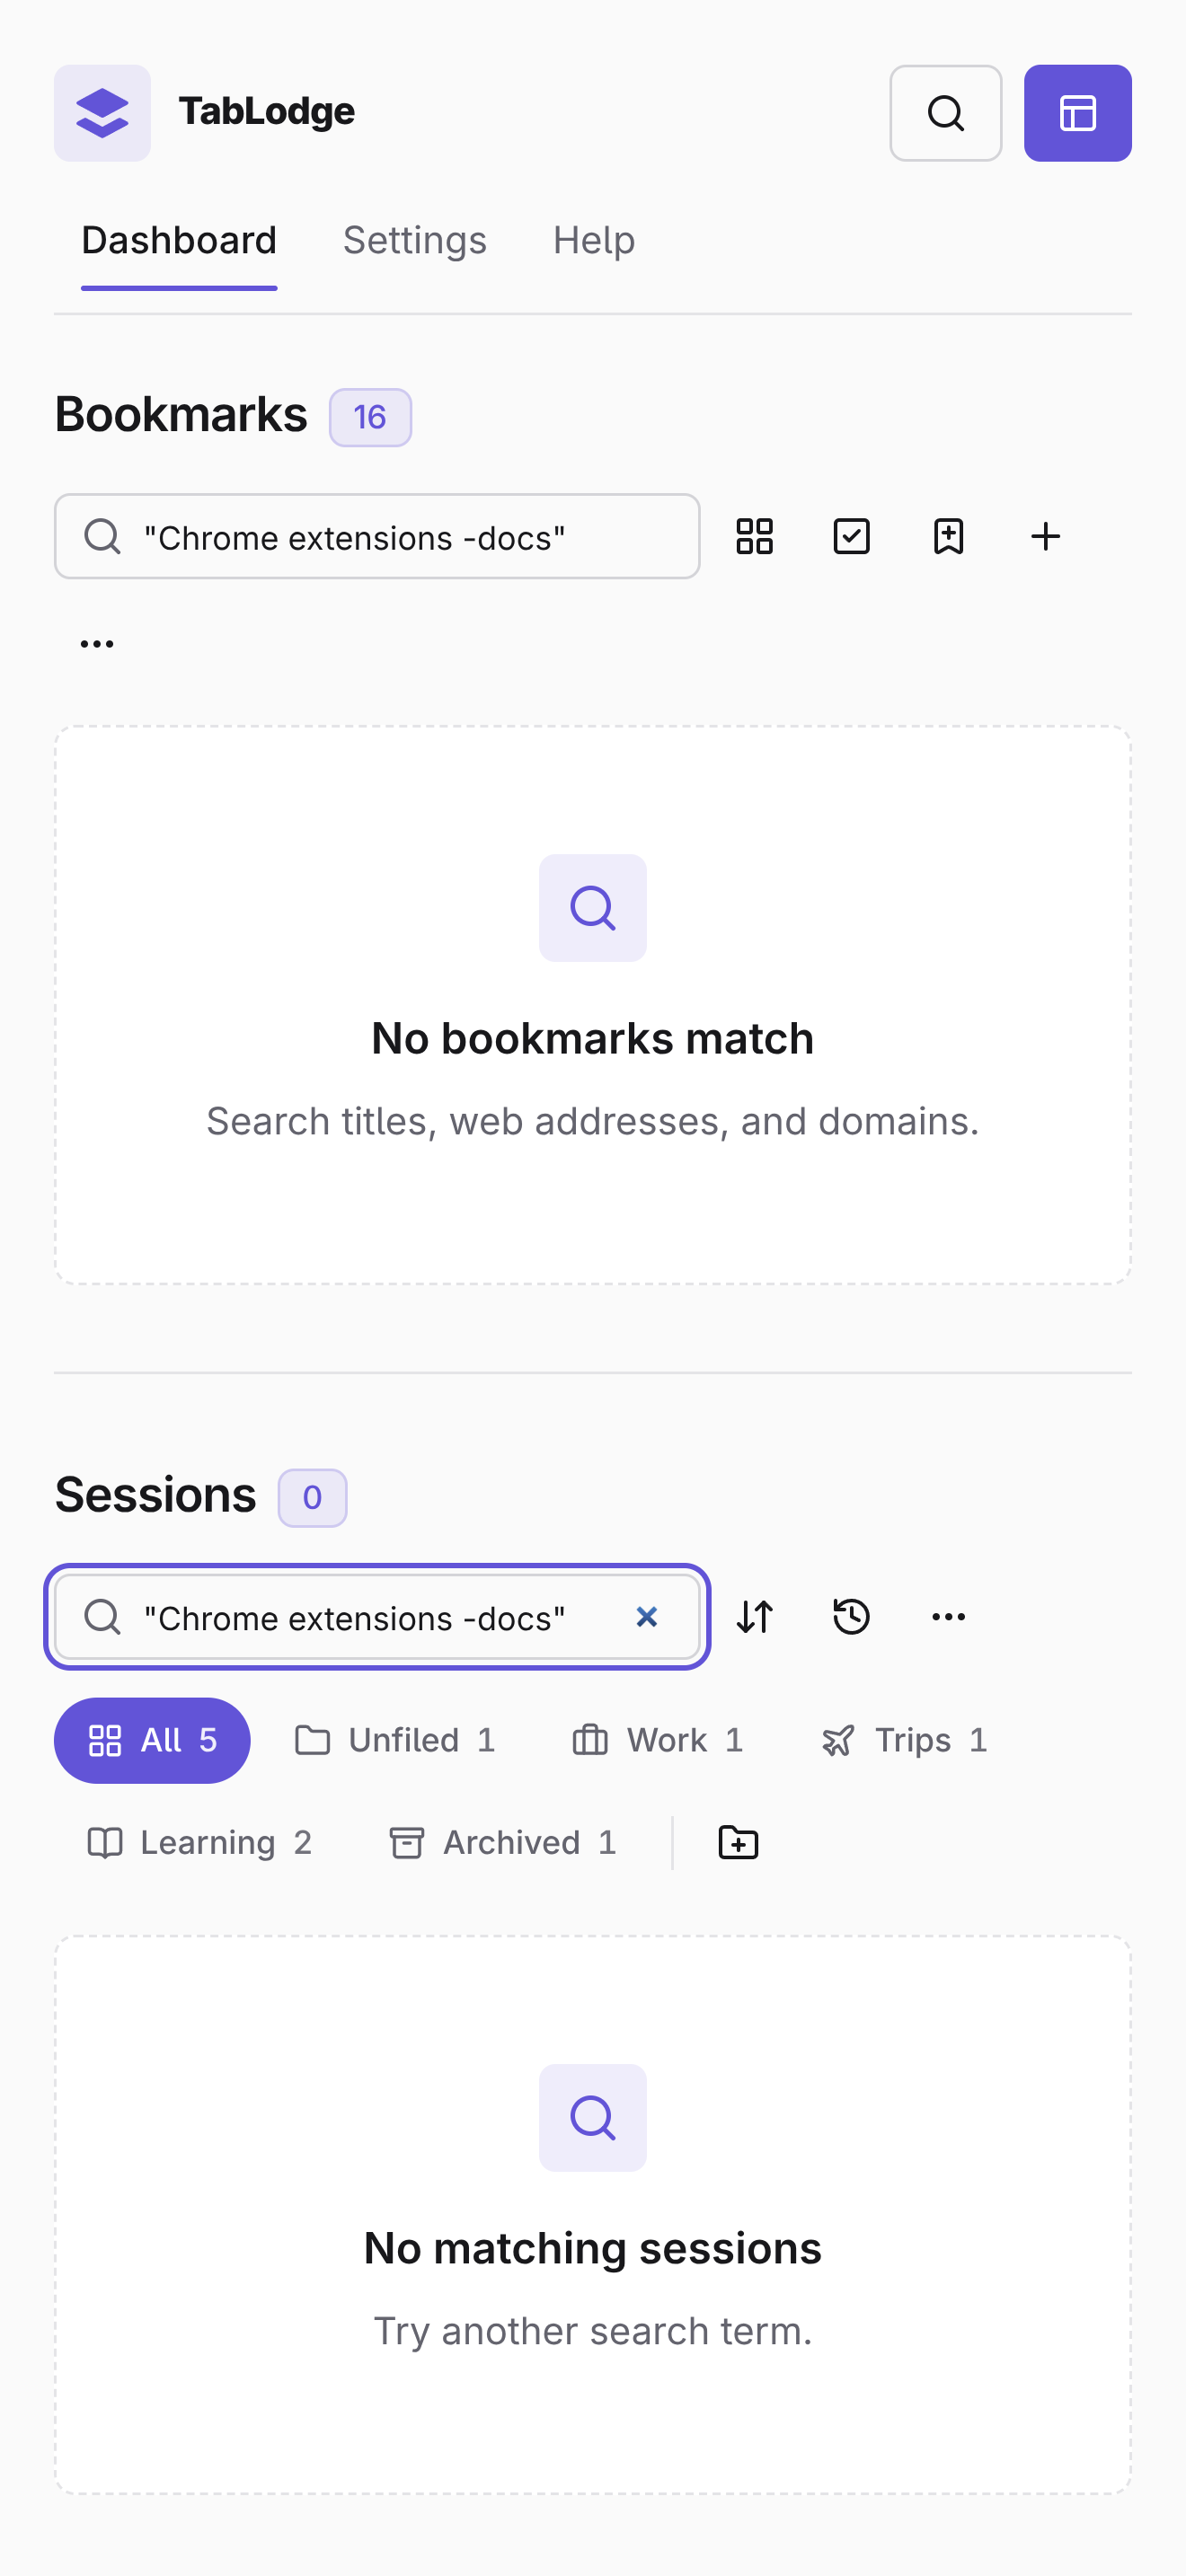 TabLodge
Dashboard Settings Help
Bookmarks 16
"Chrome extensions -docs"
No bookmarks match
Search titles, web addresses, and domains.
Sessions 0
"Chrome extensions -docs"
All 5 Unfiled 1 Work 1 Trips 1
Learning 2 Archived 1
No matching sessions
Try another search term.